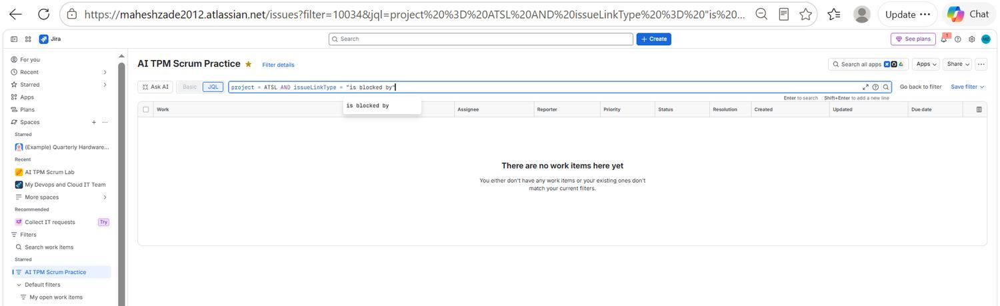 https://maheshzade2012.atlassian.net/issues?filter=10034&jql=project%20%3D%20ATSL%20AND%20issueLinkType%20%3D%20"is%20...
Update
Chat
Jira
Search
+ Create
See plans
1
MZ
For you
Recent
Starred
Apps
Plans
Spaces
Starred
(Example) Quarterly Hardware...
Recent
AI TPM Scrum Lab
My Devops and Cloud IT Team
More spaces
Recommended
Collect IT requests Try
Filters
Search work items
Starred
AI TPM Scrum Practice
Default filters
My open work items
AI TPM Scrum Practice Filter details
Search all apps Apps Share
Ask AI Basic JQL project = ATSL AND issueLinkType = "is blocked by" Go back to filter Save filter
Enter to search Shift+Enter to add a new line
is blocked by
Work Assignee Reporter Priority Status Resolution Created Updated Due date
There are no work items here yet
You either don't have any work items or your existing ones don't
match your current filters.